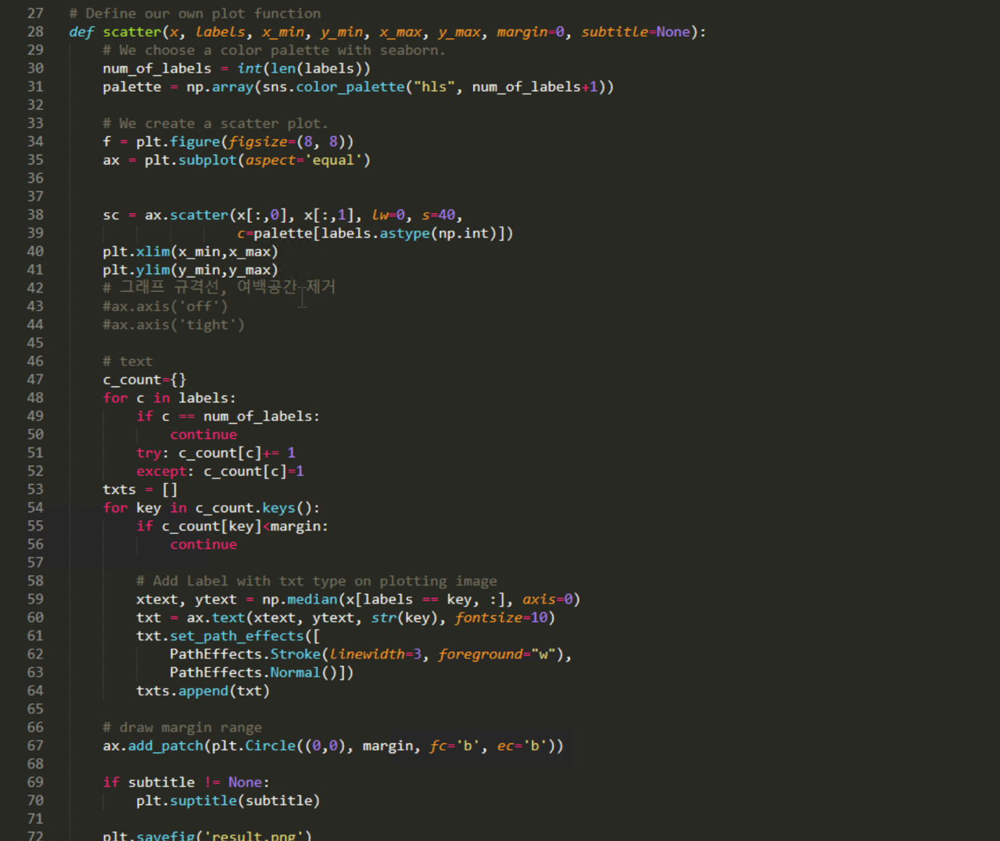 27 # Define our own plot function
28 def scatter(x, labels, x_min, y_min, x_max, y_max, margin=0, subtitle=None):
29 # We choose a color palette with seaborn.
30 num_of_labels = int(len(labels))
31 palette = np.array(sns.color_palette("hls", num_of_labels+1))
32
33 # We create a scatter plot.
34 f = plt.figure(figsize=(8, 8))
35 ax = plt.subplot(aspect='equal')
36
37
38 sc = ax.scatter(x[:,0], x[:,1], lw=0, s=40,
39 c=palette[labels.astype(np.int)])
40 plt.xlim(x_min,x_max)
41 plt.ylim(y_min,y_max)
42 # 그래프 규격선, 여백공간 제거
43 #ax.axis('off')
44 #ax.axis('tight')
45
46 # text
47 c_count={}
48 for c in labels:
49 if c == num_of_labels:
50 continue
51 try: c_count[c]+= 1
52 except: c_count[c]=1
53 txts = []
54 for key in c_count.keys():
55 if c_count[key]<margin:
56 continue
57
58 # Add Label with txt type on plotting image
59 xtext, ytext = np.median(x[labels == key, :], axis=0)
60 txt = ax.text(xtext, ytext, str(key), fontsize=10)
61 txt.set_path_effects([
62 PathEffects.Stroke(linewidth=3, foreground="w"),
63 PathEffects.Normal()])
64 txts.append(txt)
65
66 # draw margin range
67 ax.add_patch(plt.Circle((0,0), margin, fc='b', ec='b'))
68
69 if subtitle != None:
70 plt.suptitle(subtitle)
71
72 plt.savefig('result.png')